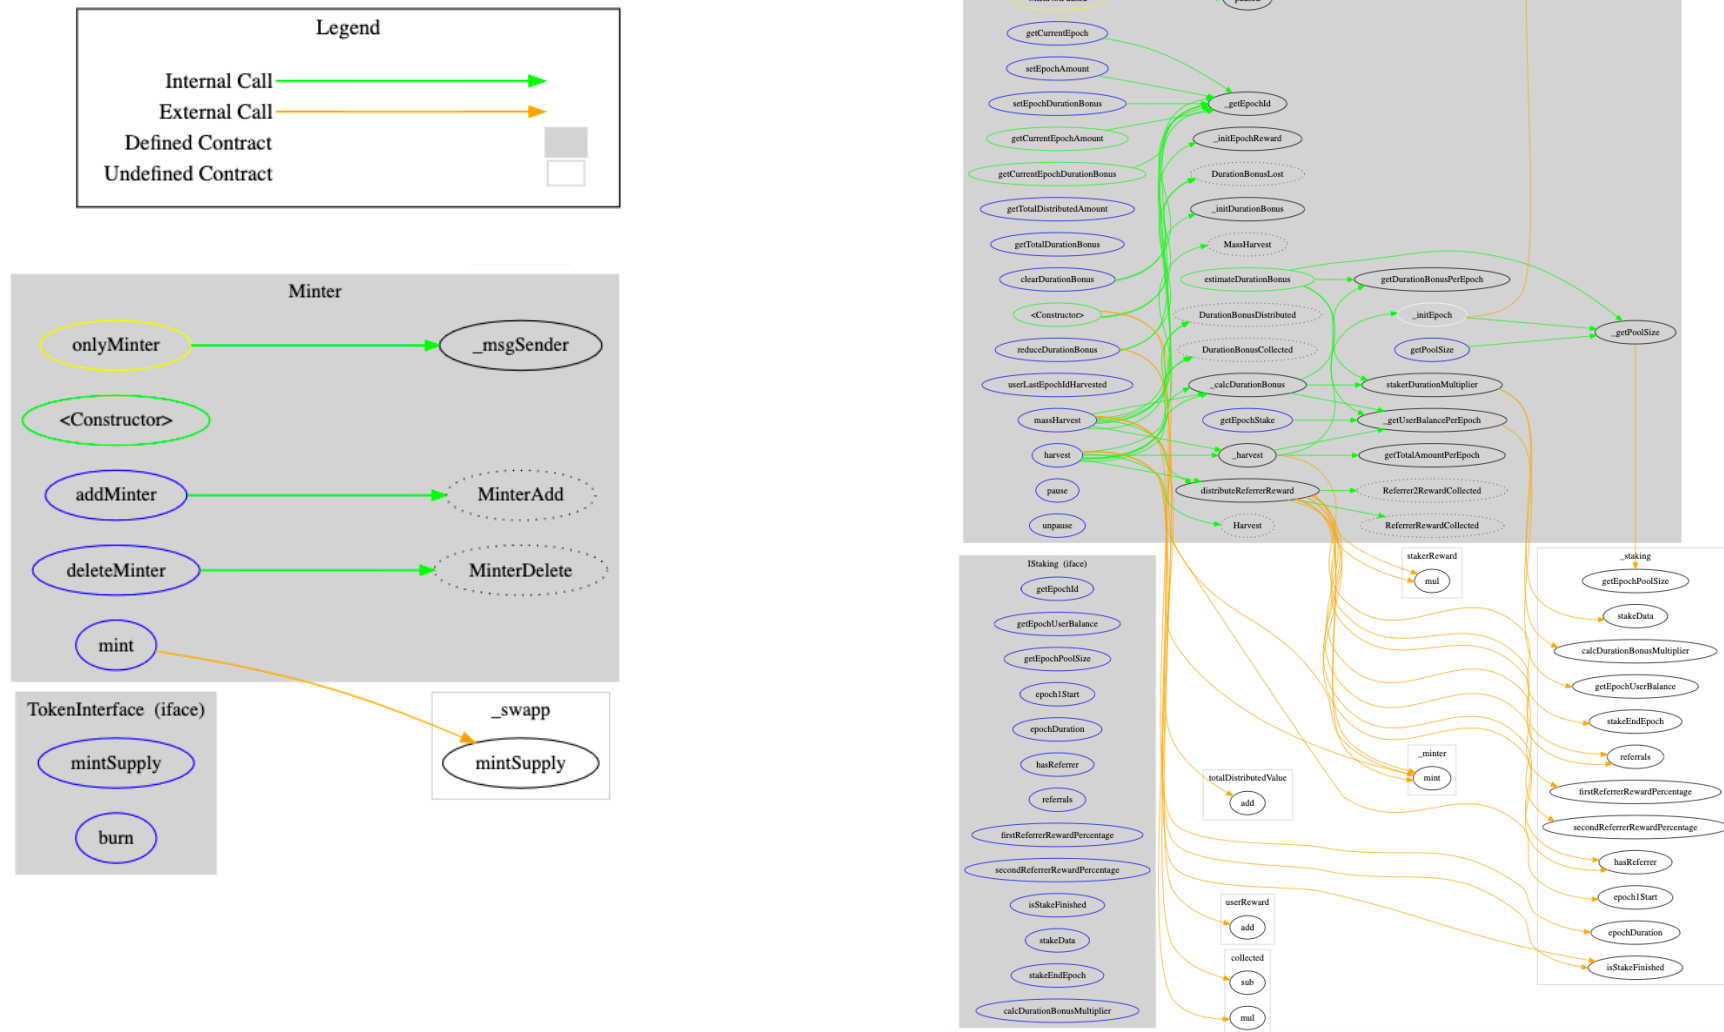 Legend
Internal Call
External Call
Defined Contract
Undefined Contract
Minter
onlyMinter
_msgSender
<Constructor>
addMinter
MinterAdd
deleteMinter
MinterDelete
mint
TokenInterface (iface)
mintSupply
burn
_swapp
mintSupply
getCurrentEpoch
setEpochAmount
setEpochDurationBonus
_getEpochId
getCurrentEpochAmount
_initEpochReward
getCurrentEpochDurationBonus
DurationBonusLost
getTotalDistributedAmount
_initDurationBonus
getTotalDurationBonus
MassHarvest
clearDurationBonus
estimateDurationBonus
getDurationBonusPerEpoch
<Constructor>
DurationBonusDistributed
_initEpoch
_getPoolSize
reduceDurationBonus
DurationBonusCollected
getPoolSize
userLastEpochIdHarvested
_calcDurationBonus
stakerDurationMultiplier
massHarvest
getEpochStake
_getUserBalancePerEpoch
harvest
_harvest
getTotalAmountPerEpoch
pause
distributeReferrerReward
Referrer2RewardCollected
unpause
Harvest
ReferrerRewardCollected
IStaking (iface)
getEpochId
getEpochUserBalance
getEpochPoolSize
epoch1Start
epochDuration
hasReferrer
referrals
firstReferrerRewardPercentage
secondReferrerRewardPercentage
isStakeFinished
stakeData
stakeEndEpoch
calcDurationBonusMultiplier
stakerReward
mul
_minter
mint
totalDistributedValue
add
userReward
add
collected
sub
mul
_staking
getEpochPoolSize
stakeData
calcDurationBonusMultiplier
getEpochUserBalance
stakeEndEpoch
referrals
firstReferrerRewardPercentage
secondReferrerRewardPercentage
hasReferrer
epoch1Start
epochDuration
isStakeFinished